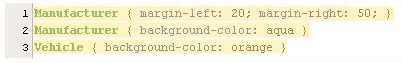 1 Manufacturer { margin-left: 20; margin-right: 50; }
2 Manufacturer { background-color: aqua }
3 Vehicle { background-color: orange }